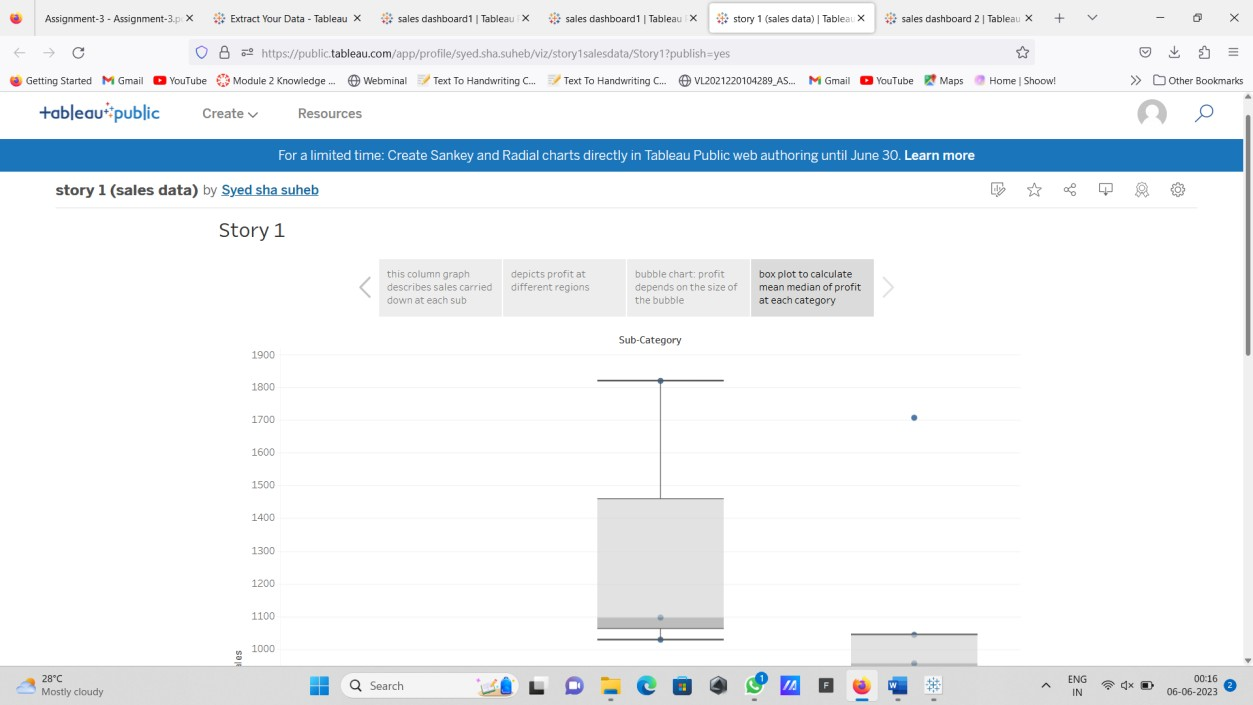 Assignment-3 - Assignment-3.p
Extract Your Data - Tableau
sales dashboard1 | Tableau
sales dashboard1 | Tableau
story 1 (sales data) | Tableau
sales dashboard 2 | Tableau
https://public.tableau.com/app/profile/syed.sha.suheb/viz/story1salesdata/Story1?publish=yes
Getting Started
Gmail
YouTube
Module 2 Knowledge ...
Webminal
Text To Handwriting C...
Text To Handwriting C...
VL2021220104289_AS...
Gmail
YouTube
Maps
Home | Shoow!
Other Bookmarks
+ableau public
Create
Resources
For a limited time: Create Sankey and Radial charts directly in Tableau Public web authoring until June 30. Learn more
story 1 (sales data) by Syed sha suheb
Story 1
this column graph
describes sales carried
down at each sub
depicts profit at
different regions
bubble chart: profit
depends on the size of
the bubble
box plot to calculate
mean median of profit
at each category
Sub-Category
1900
1800
1700
1600
1500
1400
1300
1200
1100
1000
28°C
Mostly cloudy
Search
1
F
ENG
IN
00:16
06-06-2023
2